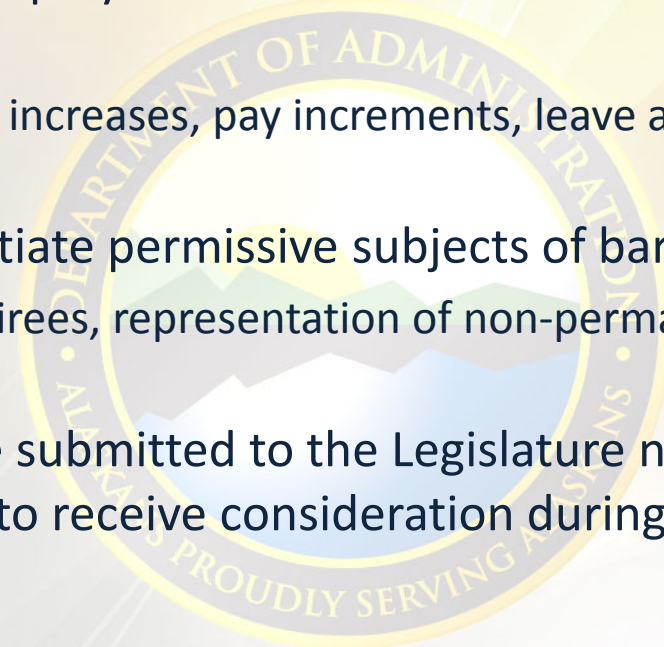 increases, pay increments, leave a
tiate permissive subjects of bar
irees, representation of non-perma
submitted to the Legislature n
to receive consideration during
DEPARTMENT OF ADMINISTRATION
ALASKANS PROUDLY SERVING ALASKANS